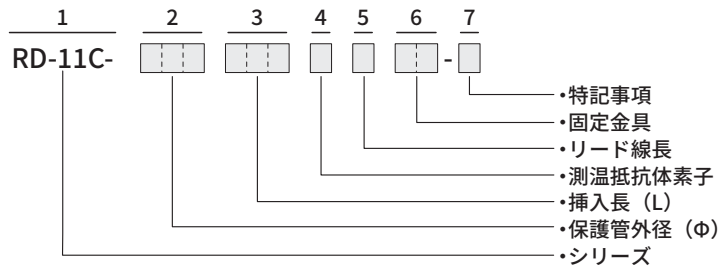 1 2 3 4 5 6 7
RD-11C- -
・特記事項
・固定金具
・リード線長
・測温抵抗体素子
・挿入長（L）
・保護管外径（Φ）
・シリーズ